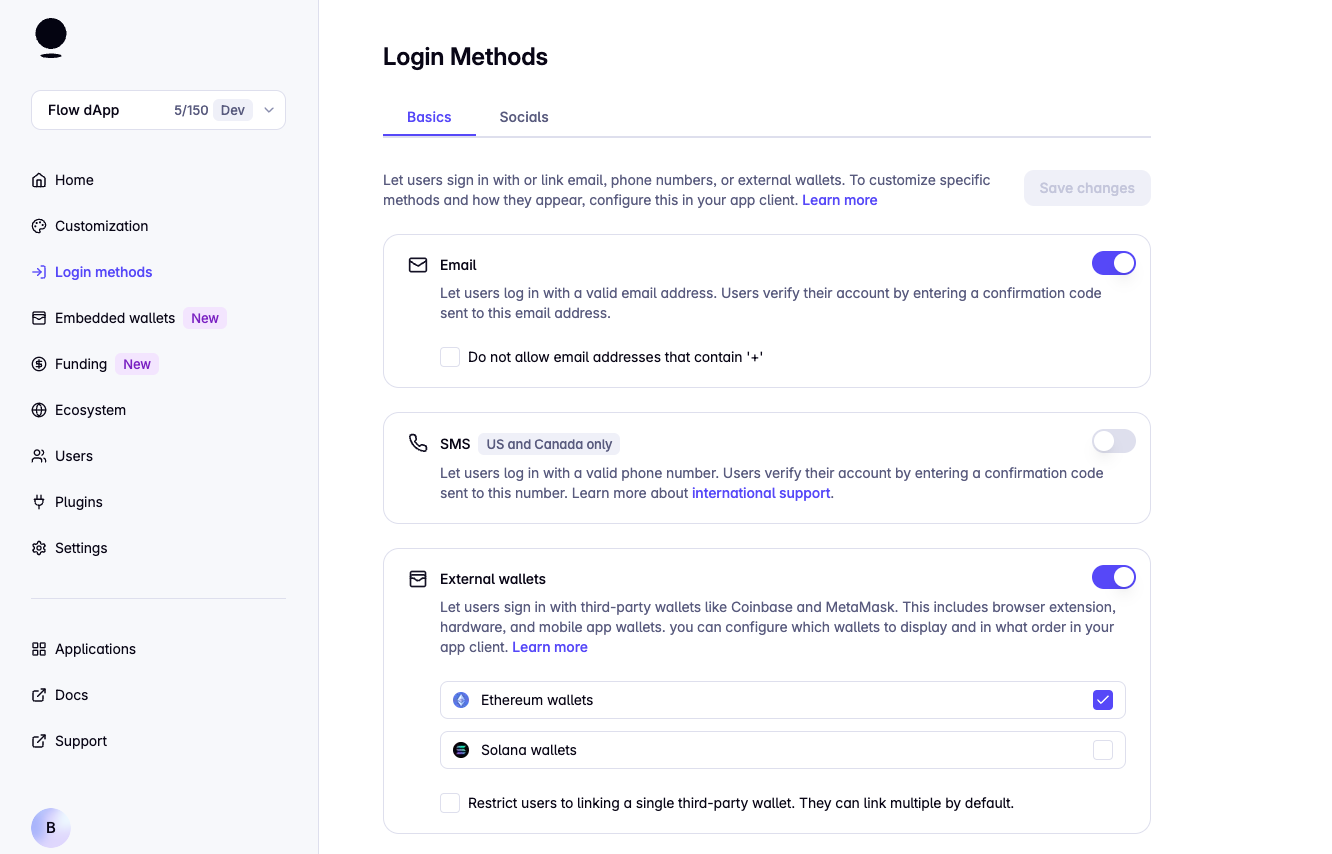 Flow dApp 5/150 Dev
Home
Customization
Login methods
Embedded wallets New
Funding New
Ecosystem
Users
Plugins
Settings
Applications
Docs
Support
B
Login Methods
Basics Socials
Let users sign in with or link email, phone numbers, or external wallets. To customize specific
methods and how they appear, configure this in your app client. Learn more
Save changes
Email
Let users log in with a valid email address. Users verify their account by entering a confirmation code
sent to this email address.
Do not allow email addresses that contain '+'
SMS US and Canada only
Let users log in with a valid phone number. Users verify their account by entering a confirmation code
sent to this number. Learn more about international support.
External wallets
Let users sign in with third-party wallets like Coinbase and MetaMask. This includes browser extension,
hardware, and mobile app wallets. you can configure which wallets to display and in what order in your
app client. Learn more
Ethereum wallets
Solana wallets
Restrict users to linking a single third-party wallet. They can link multiple by default.